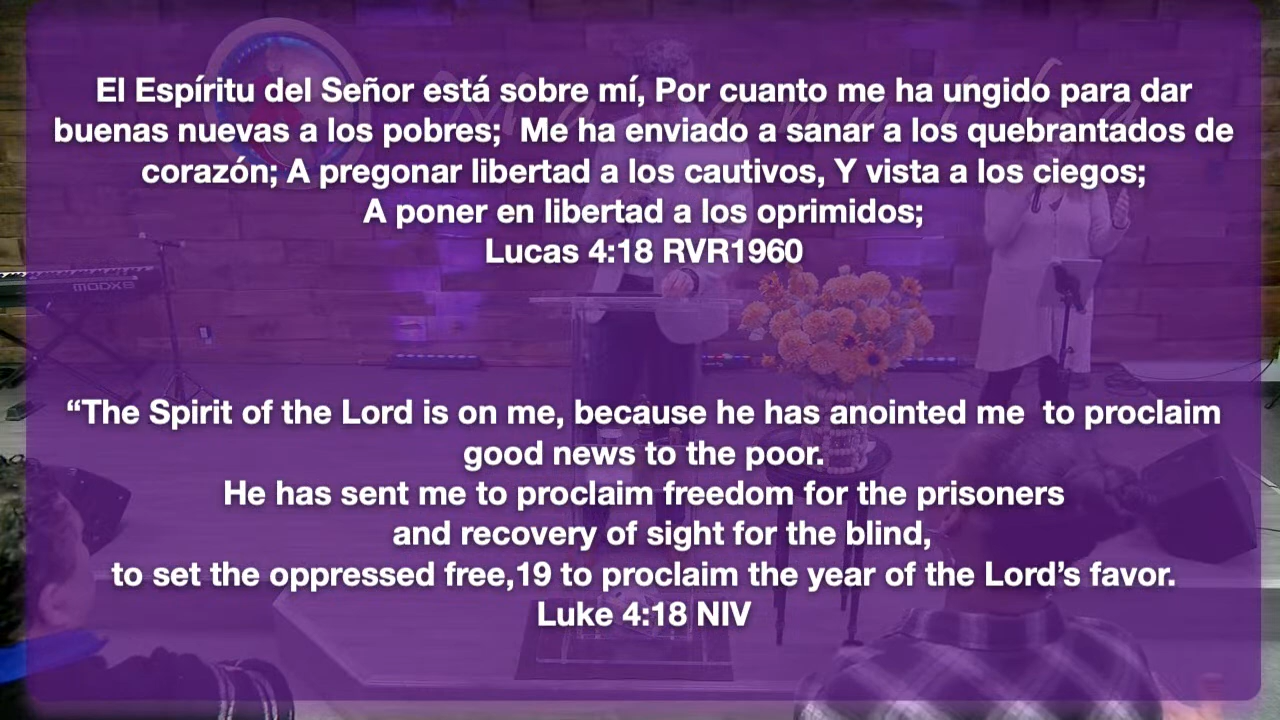 El Espíritu del Señor está sobre mí, Por cuanto me ha ungido para dar
buenas nuevas a los pobres;  Me ha enviado a sanar a los quebrantados de
corazón; A pregonar libertad a los cautivos, Y vista a los ciegos;
A poner en libertad a los oprimidos;
Lucas 4:18 RVR1960
MODX8
“The Spirit of the Lord is on me, because he has anointed me  to proclaim
good news to the poor.
He has sent me to proclaim freedom for the prisoners
and recovery of sight for the blind,
to set the oppressed free,19 to proclaim the year of the Lord’s favor.
Luke 4:18 NIV